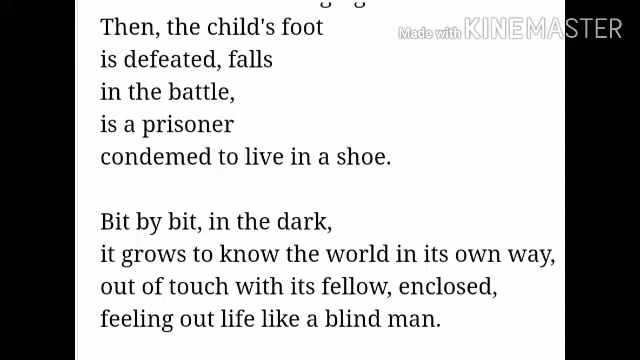 Then, the child's foot
Made with KINEMASTER
is defeated, falls
in the battle,
is a prisoner
condemed to live in a shoe.
Bit by bit, in the dark,
it grows to know the world in its own way,
out of touch with its fellow, enclosed,
feeling out life like a blind man.